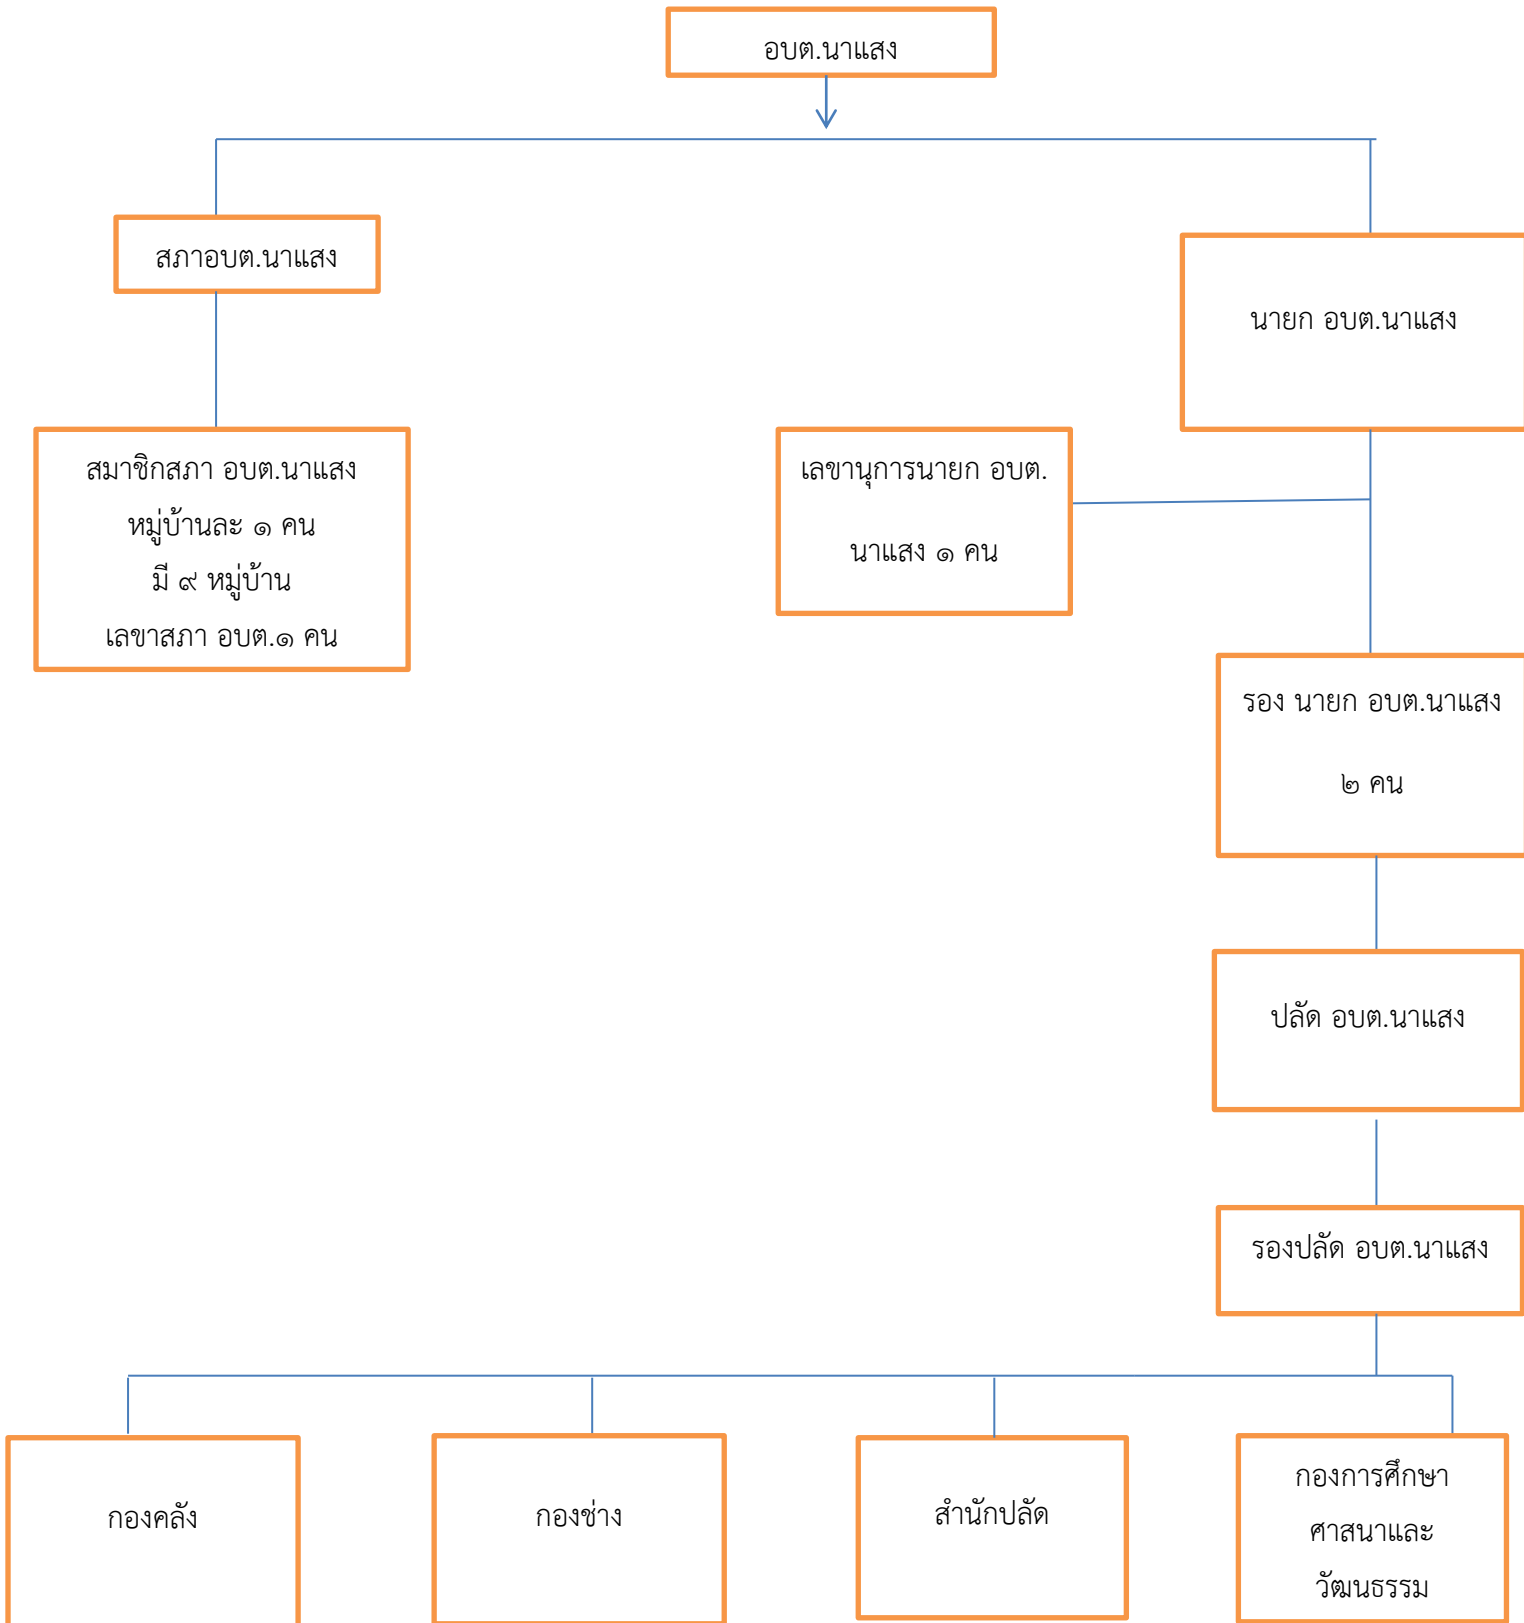 อบต.นาแสง
สภาอบต.นาแสง
นายก อบต.นาแสง
สมาชิกสภา อบต.นาแสง
หมู่บ้านละ ๑ คน
มี ๙ หมู่บ้าน
เลขาสภา อบต.๑ คน
เลขานุการนายก อบต.
นาแสง ๑ คน
รอง นายก อบต.นาแสง
๒ คน
ปลัด อบต.นาแสง
รองปลัด อบต.นาแสง
กองคลัง
กองช่าง
สำนักปลัด
กองการศึกษา
ศาสนาและ
วัฒนธรรม